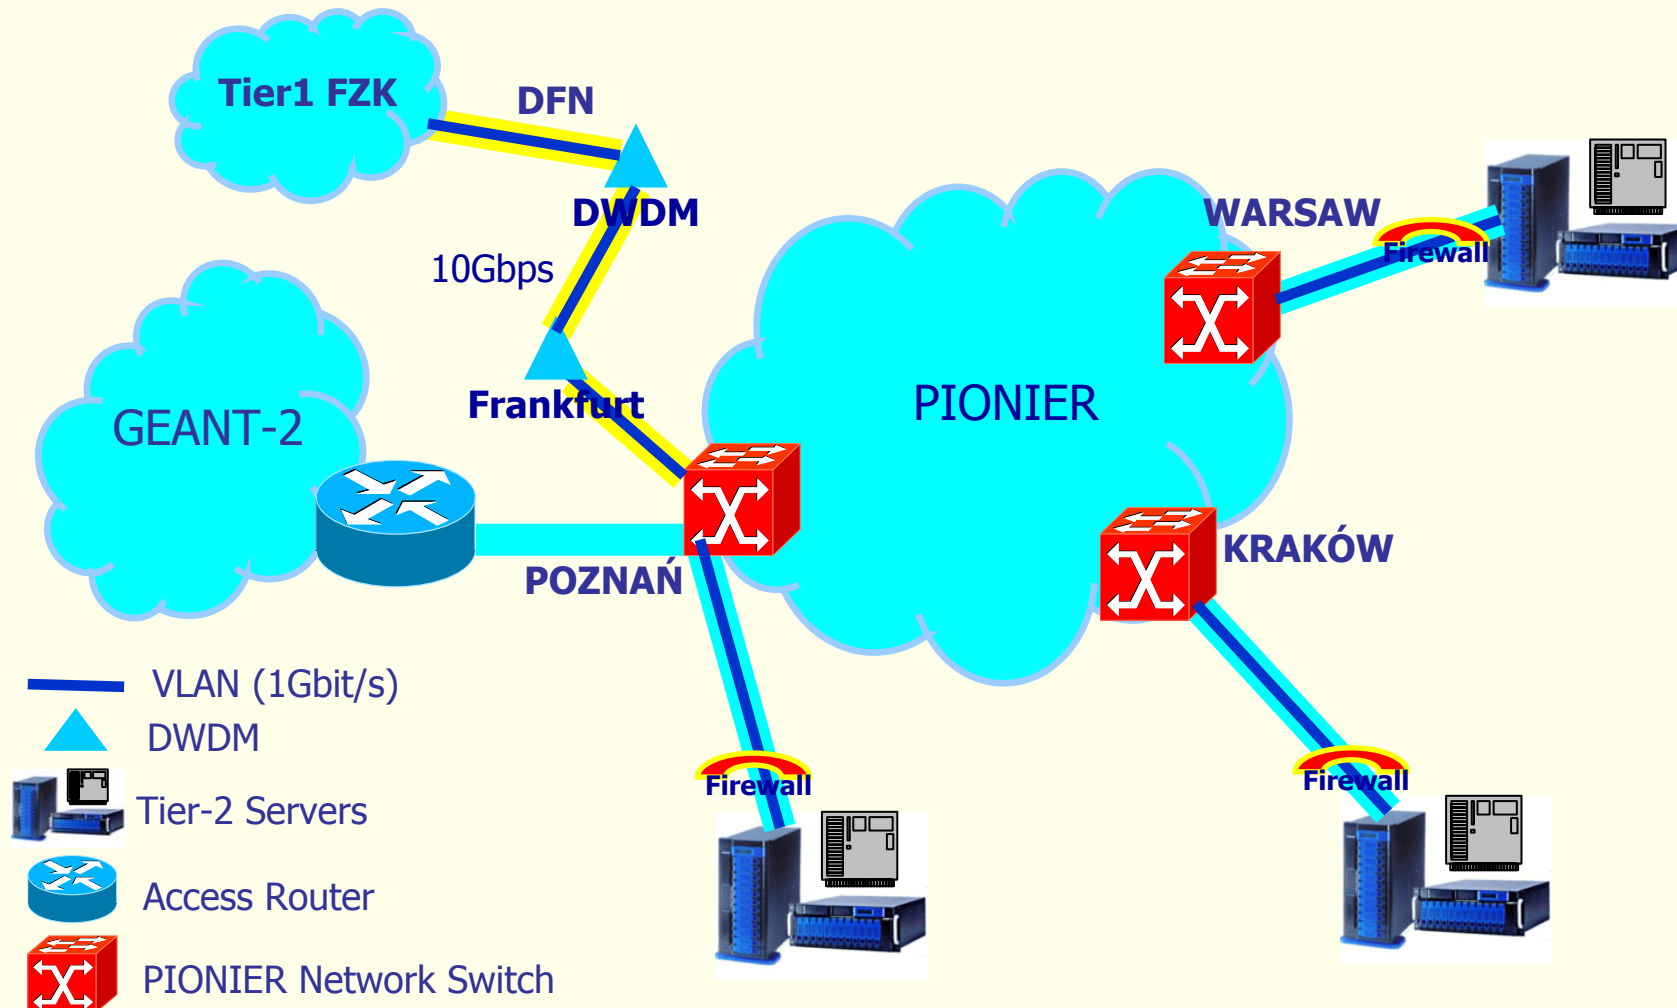 Tier1 FZK
DFN
DWDM
WARSAW
Firewall
10Gbps
Frankfurt
PIONIER
GEANT-2
POZNAŃ
KRAKÓW
VLAN (1Gbit/s)
DWDM
Firewall
Firewall
Tier-2 Servers
Access Router
PIONIER Network Switch